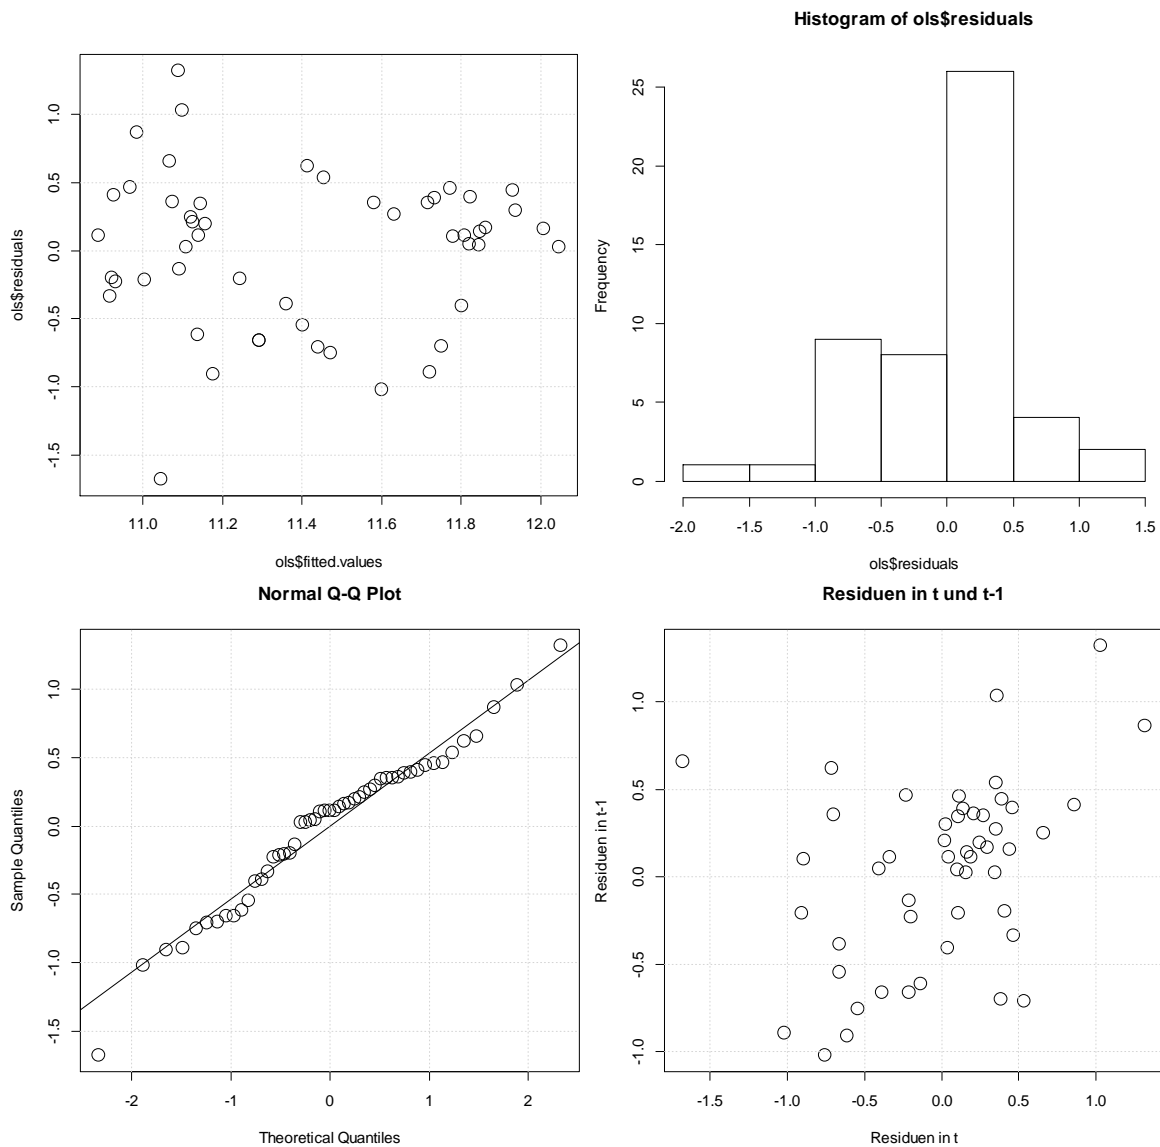 Histogram of ols$residuals
ols$residuals
1.0
0.5
0.0
-0.5
-1.0
-1.5
11.0 11.2 11.4 11.6 11.8 12.0
ols$fitted.values
Frequency
25
20
15
10
5
0
-2.0 -1.5 -1.0 -0.5 0.0 0.5 1.0 1.5
ols$residuals
Normal Q-Q Plot
Sample Quantiles
1.0
0.5
0.0
-0.5
-1.0
-1.5
-2 -1 0 1 2
Theoretical Quantiles
Residuen in t und t-1
Residuen in t-1
1.0
0.5
0.0
-0.5
-1.0
-1.5 -1.0 -0.5 0.0 0.5 1.0
Residuen in t